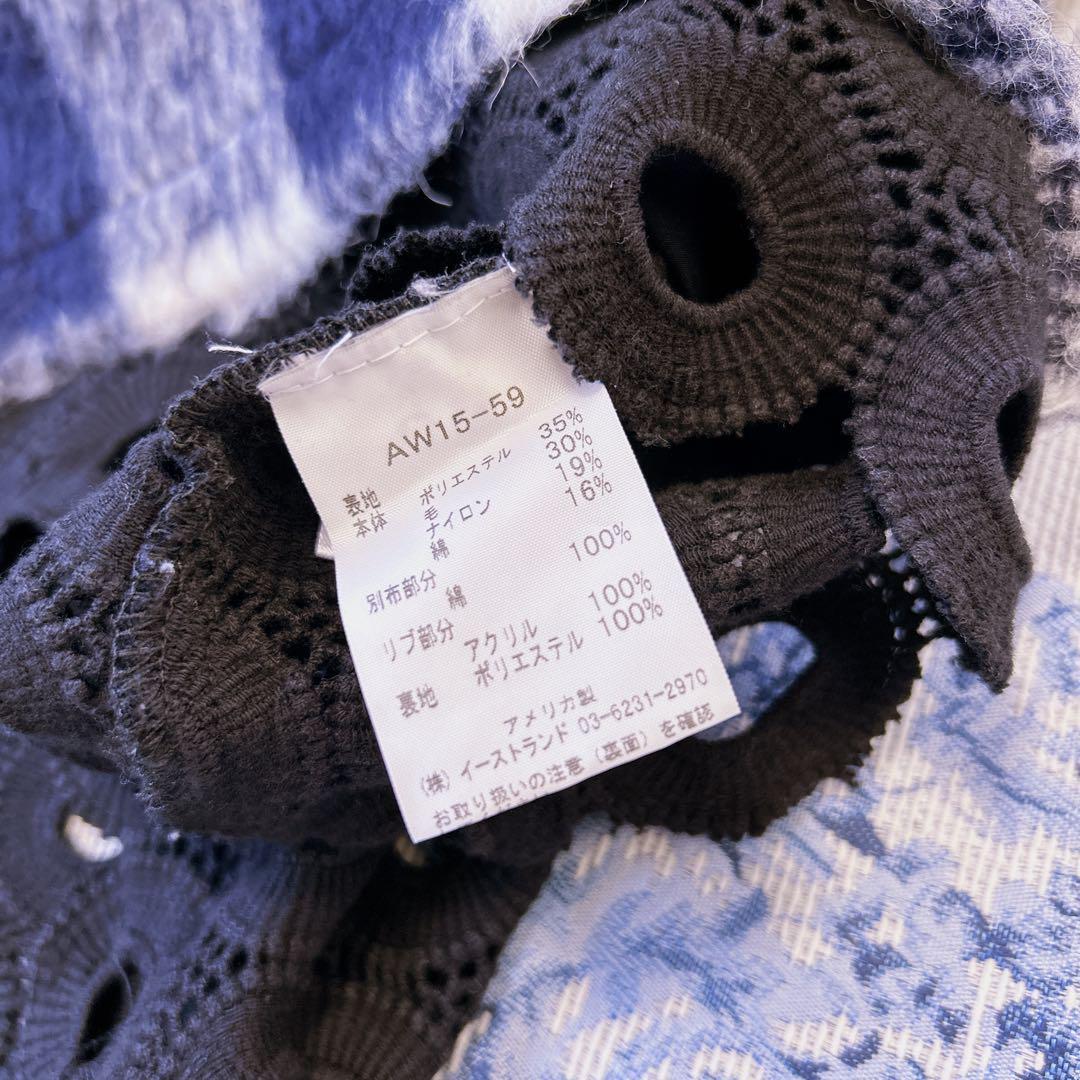 AW15-59
表地 ポリエステル 35%
本体 毛 30%
ナイロン 19%
綿 16%
別布部分
綿 100%
リブ部分
アクリル 100%
裏地 ポリエステル 100%
アメリカ製
(株)イーストランド 03-6231-2970
お取り扱いの注意(裏面)を確認